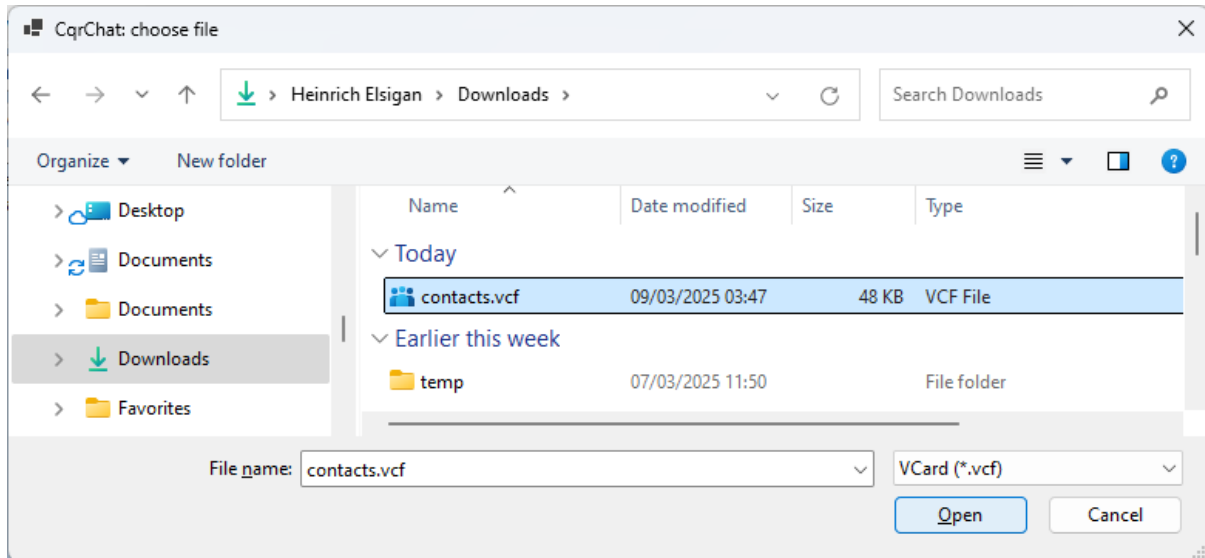 CqrChat: choose file
Heinrich Elsigan > Downloads >
Search Downloads
Organize
New folder
?
Name
Date modified
Size
Type
Desktop
Documents
Documents
Downloads
Favorites
Today
contacts.vcf 09/03/2025 03:47 48 KB VCF File
Earlier this week
temp 07/03/2025 11:50 File folder
File name: contacts.vcf
VCard (*.vcf)
Open
Cancel